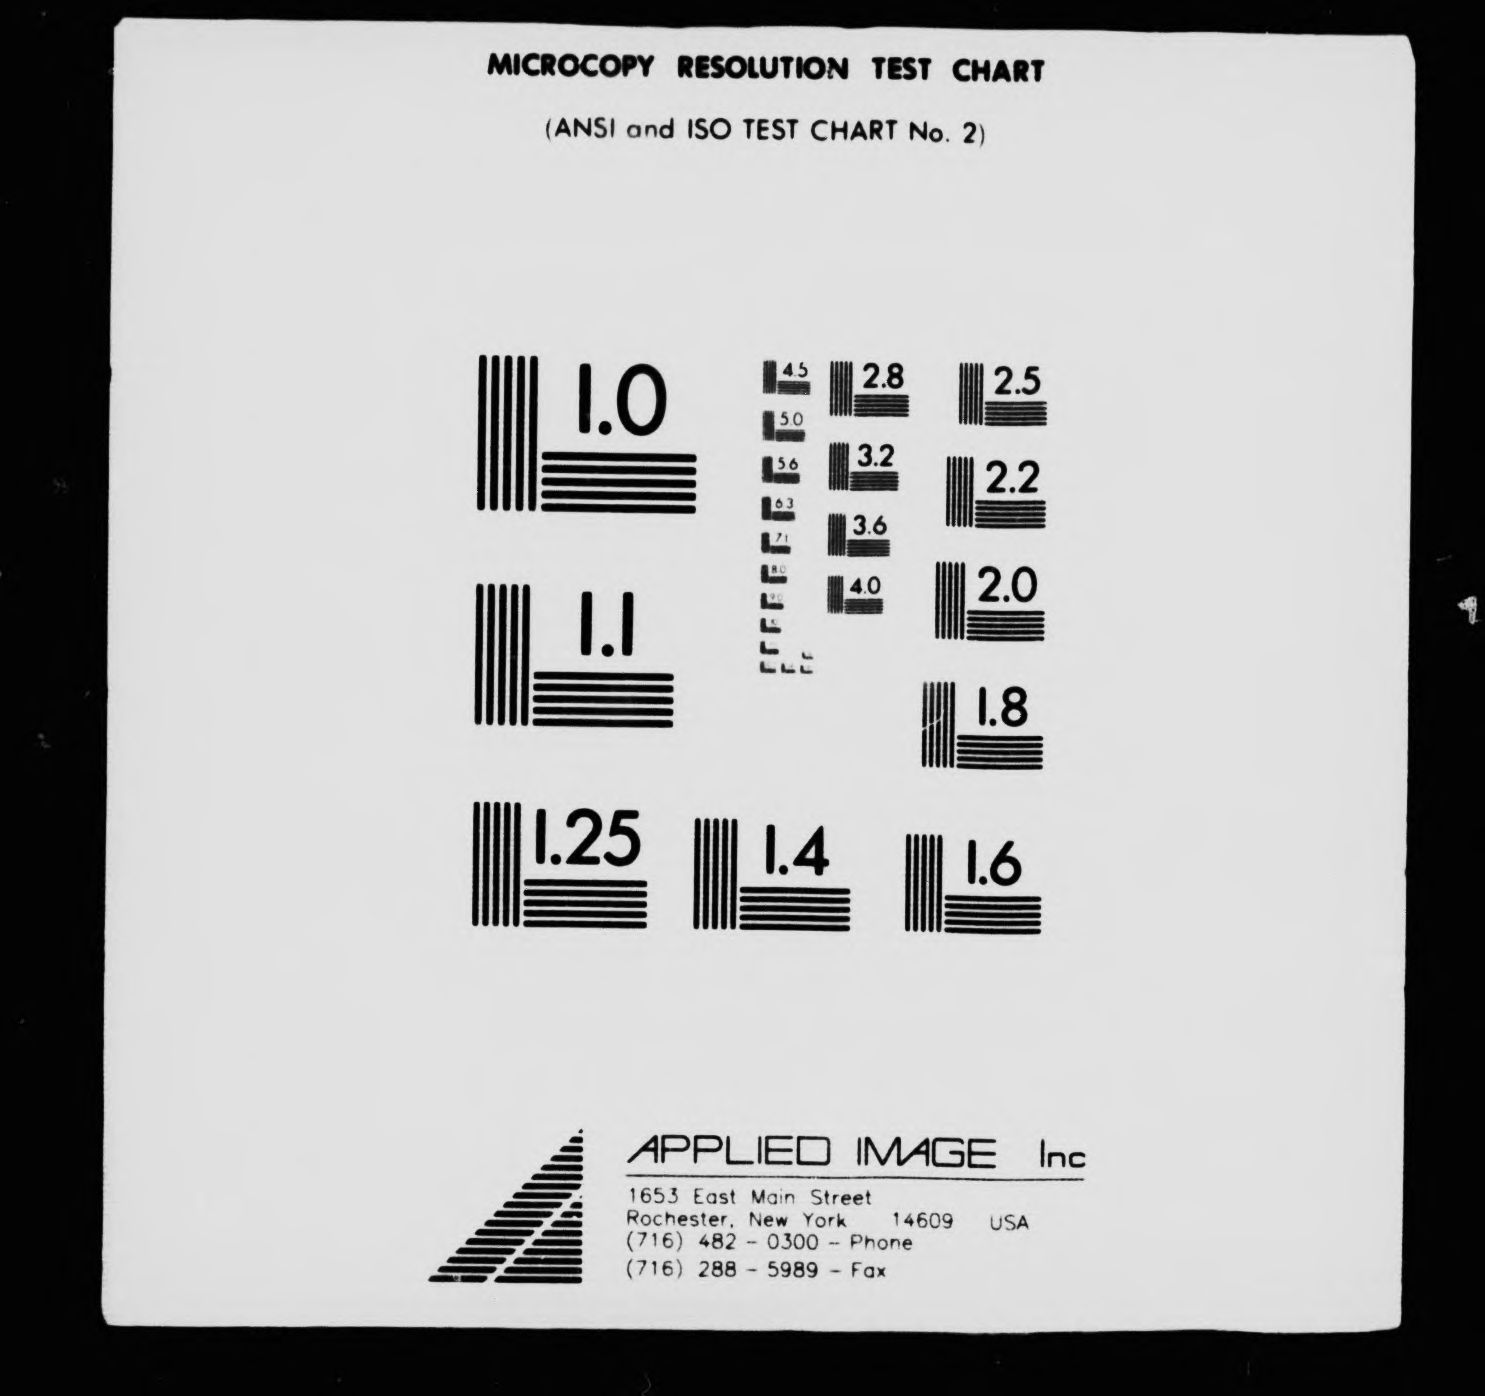 MICROCOPY RESOLUTION TEST CHART
(ANSI and ISO TEST CHART No. 2)
1.0
1.1
1.25
1.4
1.6
1.8
2.0
2.2
2.5
2.8
3.2
3.6
4.0
4.5
5.0
5.6
6.3
7.1
8.0
9.0
APPLIED IMAGE Inc
1653 East Main Street
Rochester, New York 14609 USA
(716) 482 - 0300 - Phone
(716) 288 - 5989 - Fax